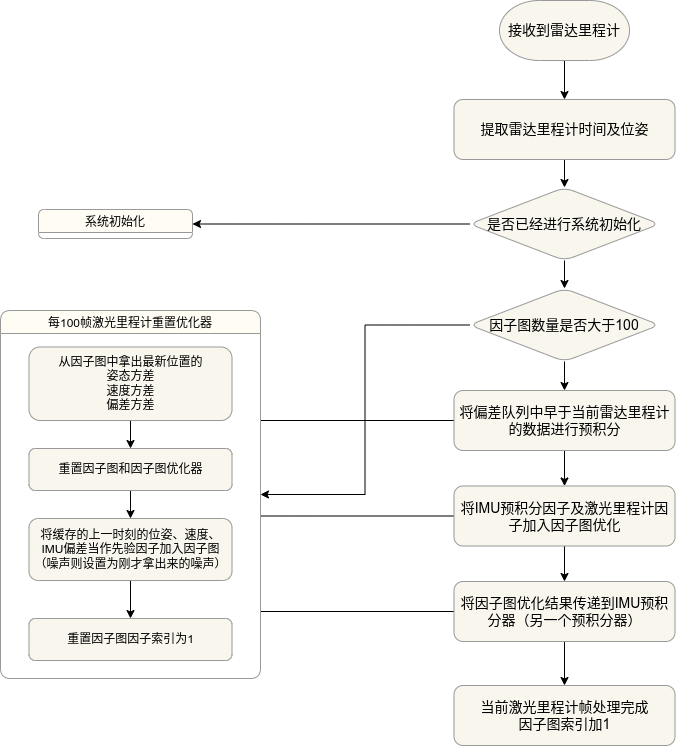 接收到雷达里程计
提取雷达里程计时间及位姿
是否已经进行系统初始化
系统初始化
因子图数量是否大于100
每100帧激光里程计重置优化器
从因子图中拿出最新位置的
姿态方差
速度方差
偏差方差
重置因子图和因子图优化器
将缓存的上一时刻的位姿、速度、
IMU偏差当作先验因子加入因子图
（噪声则设置为刚才拿出来的噪声）
重置因子图因子索引为1
将偏差队列中早于当前雷达里程计
的数据进行预积分
将IMU预积分因子及激光里程计因
子加入因子图优化
将因子图优化结果传递到IMU预积
分器（另一个预积分器）
当前激光里程计帧处理完成
因子图索引加1